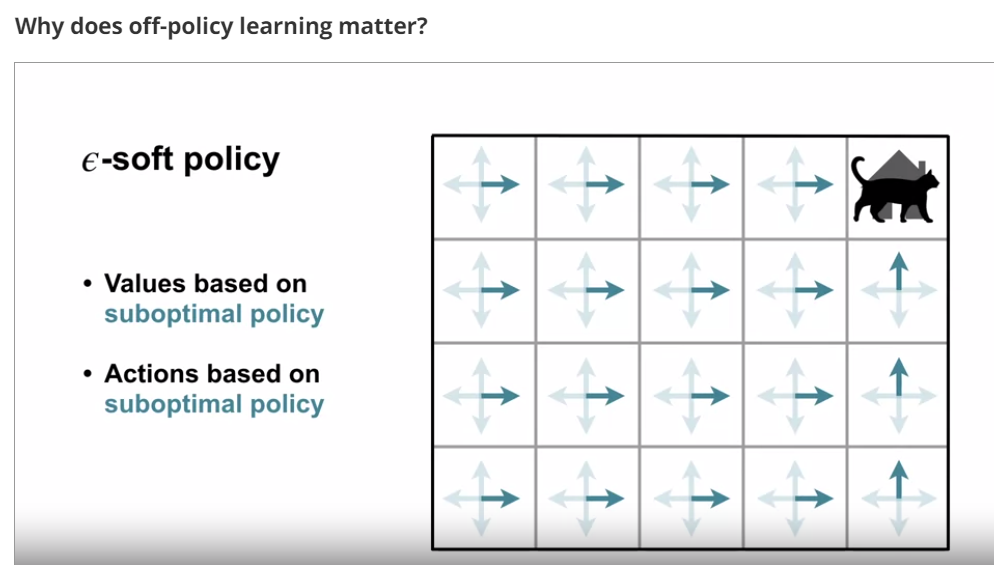 Why does off-policy learning matter?
ϵ-soft policy
• Values based on
suboptimal policy
• Actions based on
suboptimal policy